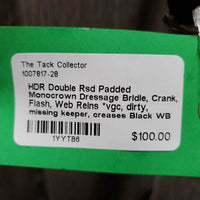 The Tack Collector
1007817-28
HDR Double Rsd Padded
Monocrown Dressage Bridle, Crank,
Flash, Web Reins *vgc, dirty,
missing keeper, creases Black WB
1YYTB6
$100.00